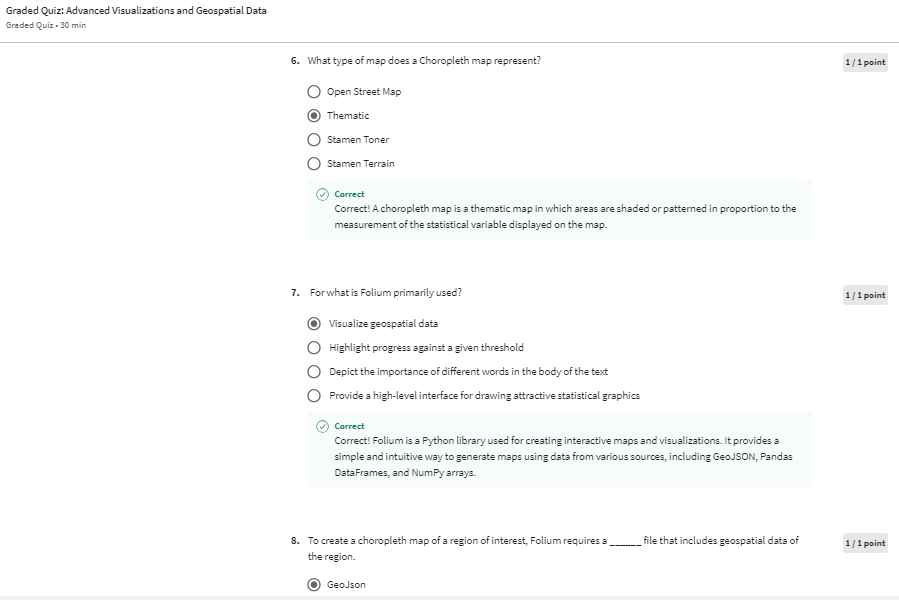 Graded Quiz: Advanced Visualizations and Geospatial Data
Graded Quiz • 30 min
6. What type of map does a Choropleth map represent?
1 / 1 point
Open Street Map
Thematic
Stamen Toner
Stamen Terrain
Correct
Correct! A choropleth map is a thematic map in which areas are shaded or patterned in proportion to the
measurement of the statistical variable displayed on the map.
7. For what is Folium primarily used?
1 / 1 point
Visualize geospatial data
Highlight progress against a given threshold
Depict the importance of different words in the body of the text
Provide a high-level interface for drawing attractive statistical graphics
Correct
Correct! Folium is a Python library used for creating interactive maps and visualizations. It provides a
simple and intuitive way to generate maps using data from various sources, including GeoJSON, Pandas
DataFrames, and NumPy arrays.
8. To create a choropleth map of a region of interest, Folium requires a ______ file that includes geospatial data of
the region.
1 / 1 point
GeoJson